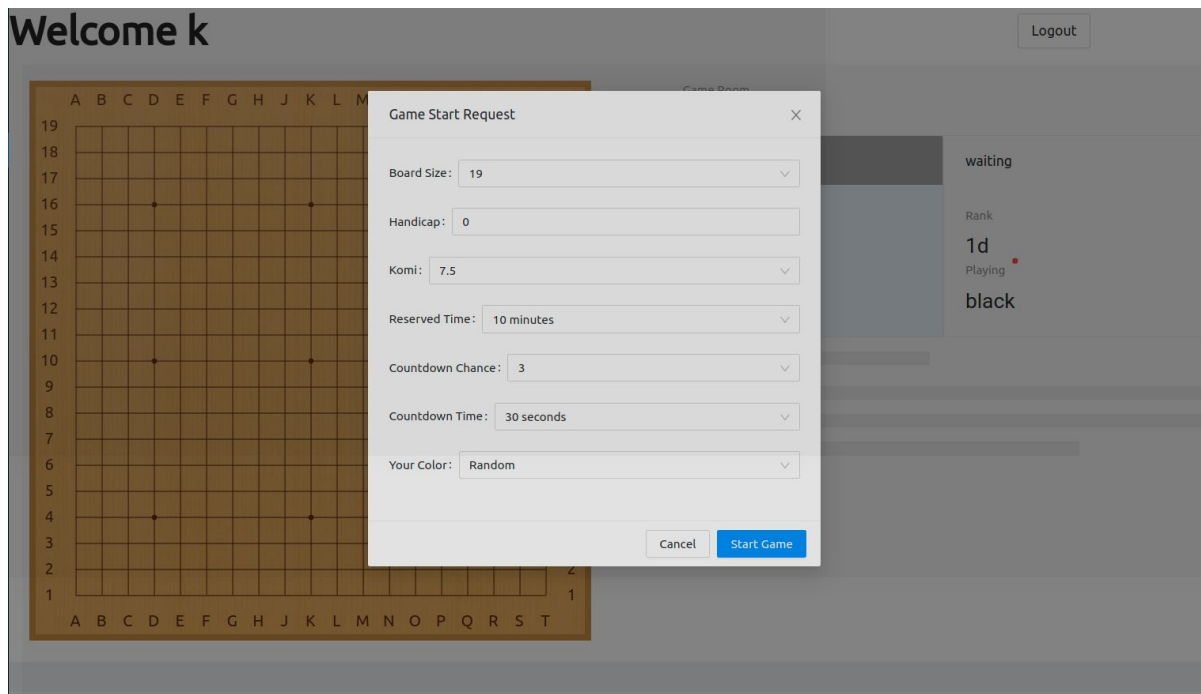 Welcome k
Logout
A B C D E F G H J K L M
Game Room
19
18
17
16
15
14
13
12
11
10
9
8
7
6
5
4
3
2
1
2
1
A B C D E F G H J K L M N O P Q R S T
Game Start Request
Board Size: 19
Handicap: 0
Komi: 7.5
Reserved Time: 10 minutes
Countdown Chance: 3
Countdown Time: 30 seconds
Your Color: Random
Cancel Start Game
waiting
Rank
1d
Playing
black